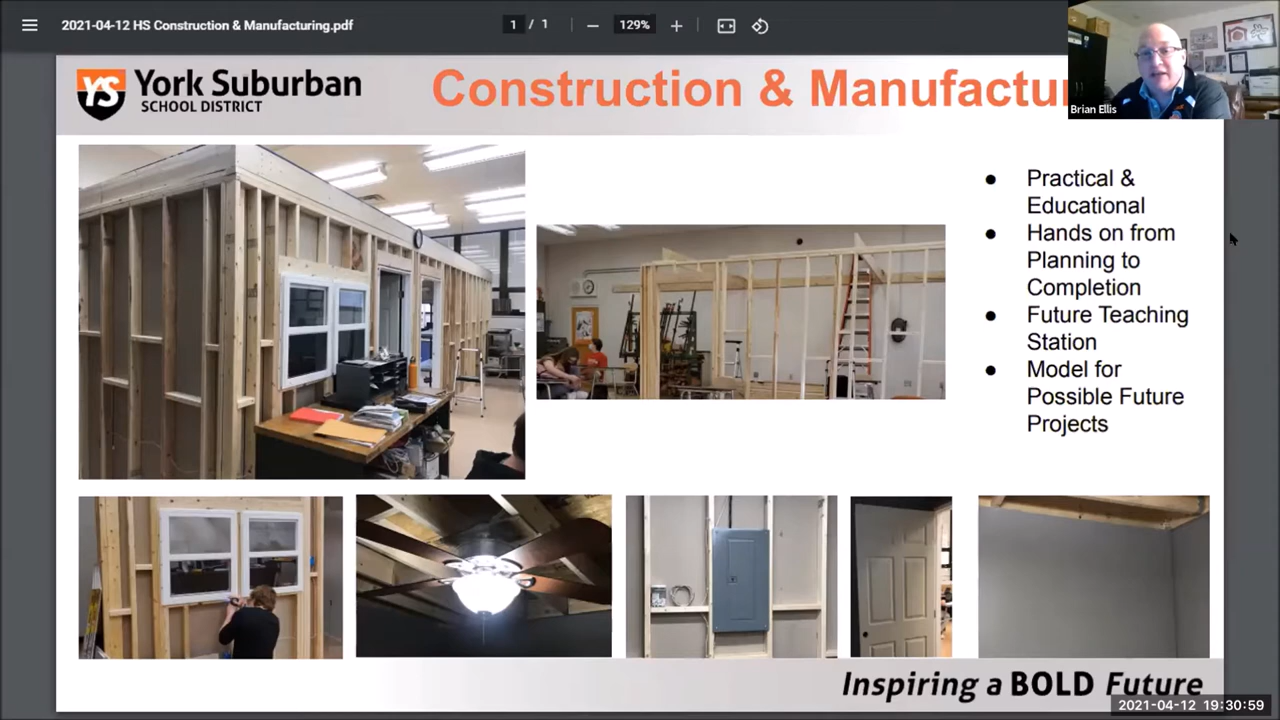 2021-04-12 HS Construction & Manufacturing.pdf
1 / 1
129%
Brian Ellis
YS
York Suburban
SCHOOL DISTRICT
Construction & Manufactu
● Practical &
Educational
● Hands on from
Planning to
Completion
● Future Teaching
Station
● Model for
Possible Future
Projects
Inspiring a BOLD Future
2021-04-12 19:30:59